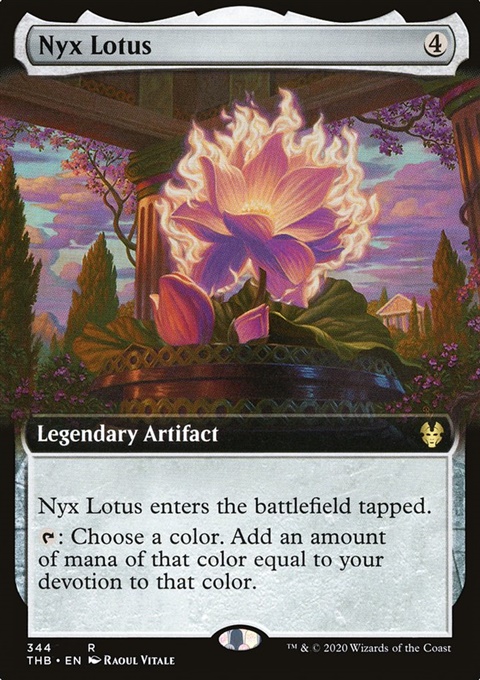 Nyx Lotus 4
Legendary Artifact
Nyx Lotus enters the battlefield tapped.
: Choose a color. Add an amount
of mana of that color equal to your
devotion to that color.
344 R
THB • EN Raoul Vitale
™ & © 2020 Wizards of the Coast